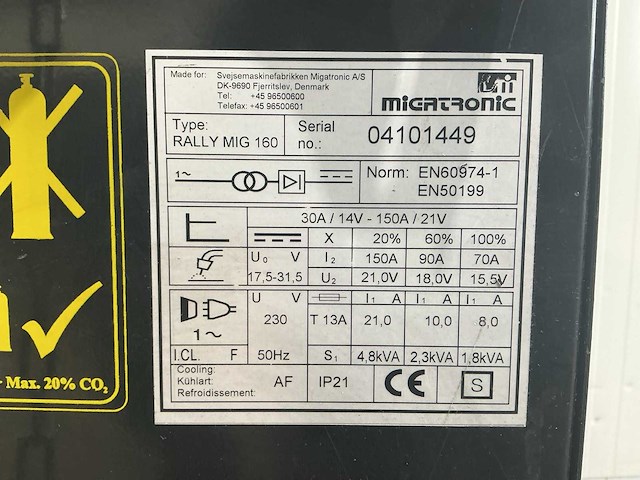 Made for: Svejsemaskinefabrikken Migatronic A/S
DK-9690 Fjerritslev, Denmark
Tel: +45 96500600
Telefax: +45 96500601
MIGATRONIC
Type: RALLY MIG 160
Serial no.: 04101449
1~
Norm: EN60974-1
EN50199
30A / 14V - 150A / 21V
X 20% 60% 100%
U₀ V I₂ 150A 90A 70A
17,5-31,5 U₂ 21,0V 18,0V 15,5V
U V I₁ A I₁ A I₁ A
1~ 230 T 13A 21,0 10,0 8,0
I.CL. F 50Hz S₁ 4,8kVA 2,3kVA 1,8kVA
Cooling:
Kühlart: AF IP21 CE S
Refroidissement:
Max. 20% CO₂